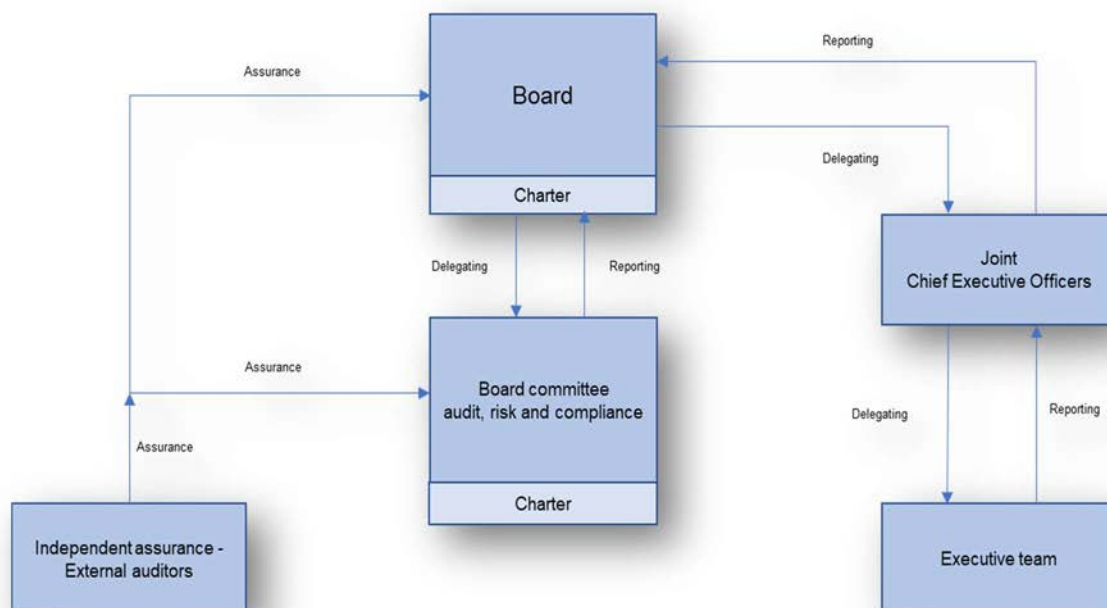 Reporting
Assurance
Board
Delegating
Charter
Delegating
Reporting
Joint
Chief Executive Officers
Assurance
Board committee
audit, risk and compliance
Delegating
Reporting
Assurance
Charter
Independent assurance -
External auditors
Executive team